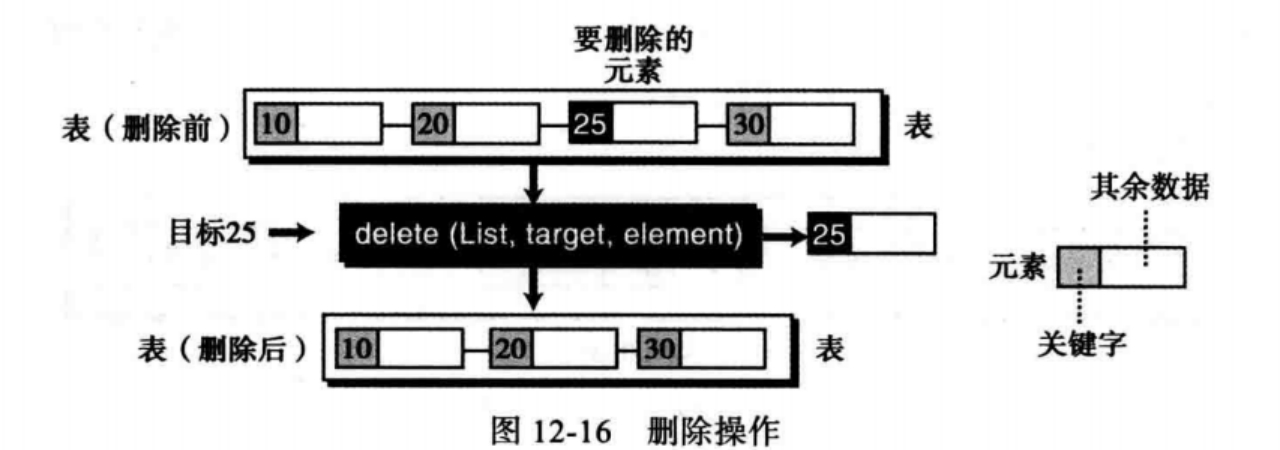 要删除的
元素
表（删除前） 10 20 25 30 表
其余数据
目标25 delete (List, target, element) 25
元素
关键字
表（删除后） 10 20 30 表
图 12-16 删除操作